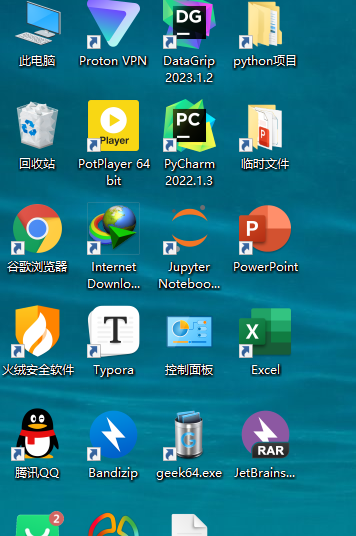 此电脑
Proton VPN
DG
DataGrip
2023.1.2
python项目
回收站
Player
PotPlayer 64
bit
PC
PyCharm
2022.1.3
临时文件
谷歌浏览器
Internet
Downlo...
Jupyter
Noteboo...
P
PowerPoint
火绒安全软件
T
Typora
控制面板
X
Excel
腾讯QQ
Bandizip
G
geek64.exe
RAR
JetBrains...
2